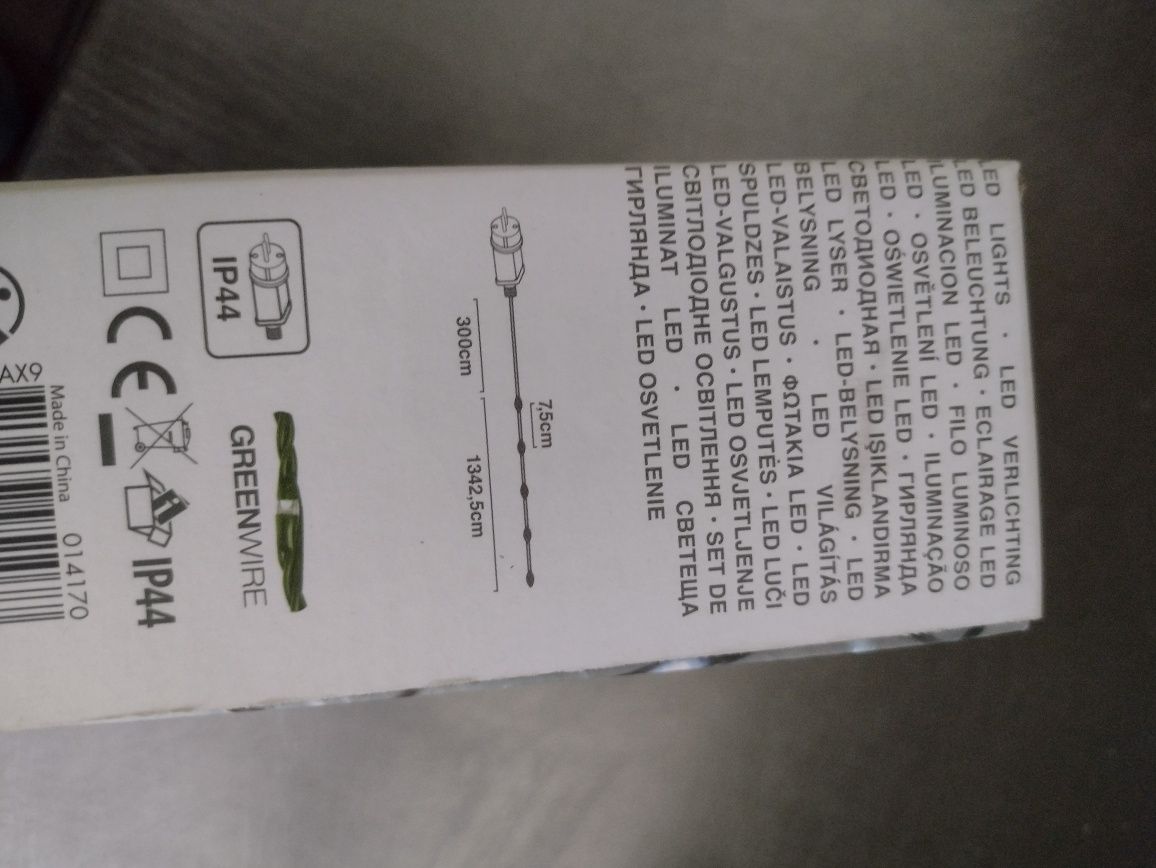 LED LIGHTS · LED VERLICHTING
LED BELEUCHTUNG · ECLAIRAGE LED
ILUMINACION LED · FILO LUMINOSO
LED · OSVĚTLENÍ LED · ILUMINAÇÃO
LED · OŚWIETLENIE LED · ГИРЛЯНДА
СВЕТОДИОДНАЯ · LED IŞIKLANDIRMA
LED LYSER · LED-BELYSNING · LED
BELYSNING · LED VILÁGÍTÁS
LED-VALAISTUS · ΦΩΤΑΚΙΑ LED · LED
SPULDZES · LED LEMPUTĖS · LED LUČI
LED-VALGUSTUS · LED OSVJETLJENJE
СВІТЛОДІОДНЕ ОСВІТЛЕННЯ · SET DE
ILUMINAT LED · LED СВЕТЕЩА
ГИРЛЯНДА · LED OSVETLENIE
7,5cm
300cm
1342,5cm
IP44
GREENWIRE
CE
IP44
Made in China
014170
AX9